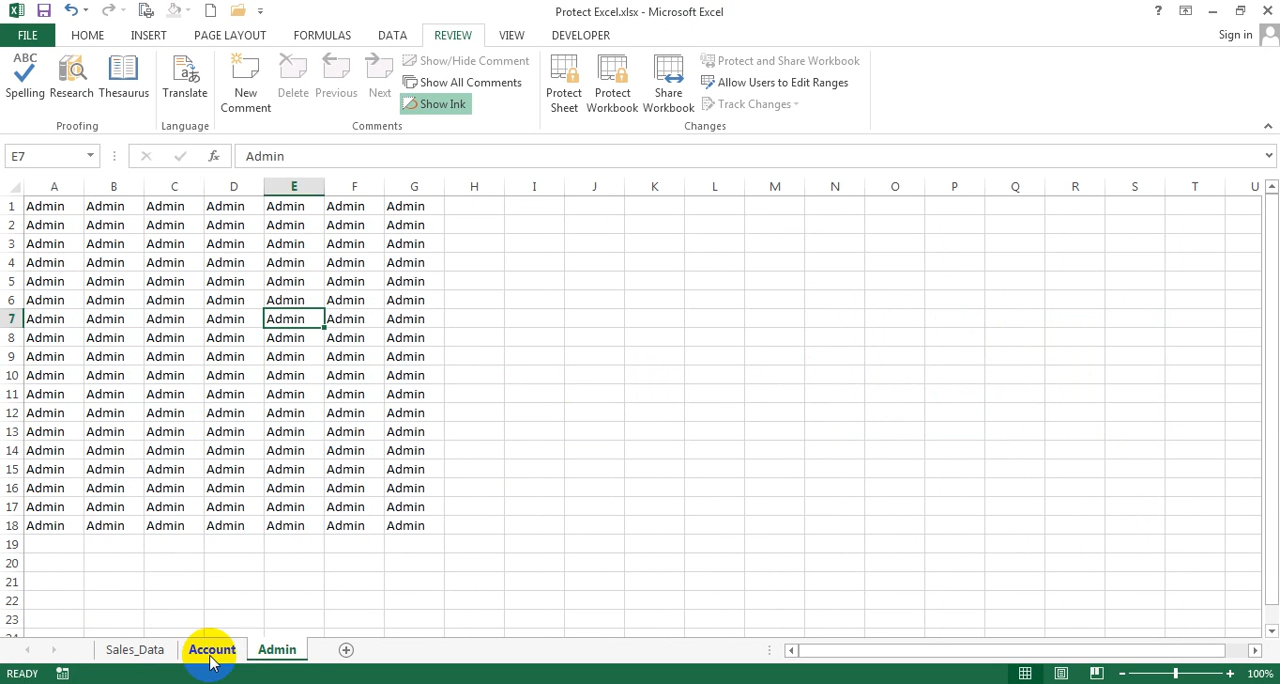 Protect Excel.xlsx - Microsoft Excel
?
FILE HOME INSERT PAGE LAYOUT FORMULAS DATA REVIEW VIEW DEVELOPER Sign in
ABC
Spelling Research Thesaurus
Proofing
Translate
Language
New Comment Delete Previous Next
Show/Hide Comment
Show All Comments
Show Ink
Comments
Protect Sheet Protect Workbook Share Workbook
Protect and Share Workbook
Allow Users to Edit Ranges
Track Changes
Changes
E7 fx Admin
A B C D E F G H I J K L M N O P Q R S T U
1 Admin Admin Admin Admin Admin Admin Admin
2 Admin Admin Admin Admin Admin Admin Admin
3 Admin Admin Admin Admin Admin Admin Admin
4 Admin Admin Admin Admin Admin Admin Admin
5 Admin Admin Admin Admin Admin Admin Admin
6 Admin Admin Admin Admin Admin Admin Admin
7 Admin Admin Admin Admin Admin Admin Admin
8 Admin Admin Admin Admin Admin Admin Admin
9 Admin Admin Admin Admin Admin Admin Admin
10 Admin Admin Admin Admin Admin Admin Admin
11 Admin Admin Admin Admin Admin Admin Admin
12 Admin Admin Admin Admin Admin Admin Admin
13 Admin Admin Admin Admin Admin Admin Admin
14 Admin Admin Admin Admin Admin Admin Admin
15 Admin Admin Admin Admin Admin Admin Admin
16 Admin Admin Admin Admin Admin Admin Admin
17 Admin Admin Admin Admin Admin Admin Admin
18 Admin Admin Admin Admin Admin Admin Admin
19
20
21
22
23
24
Sales_Data Account Admin
READY 100%